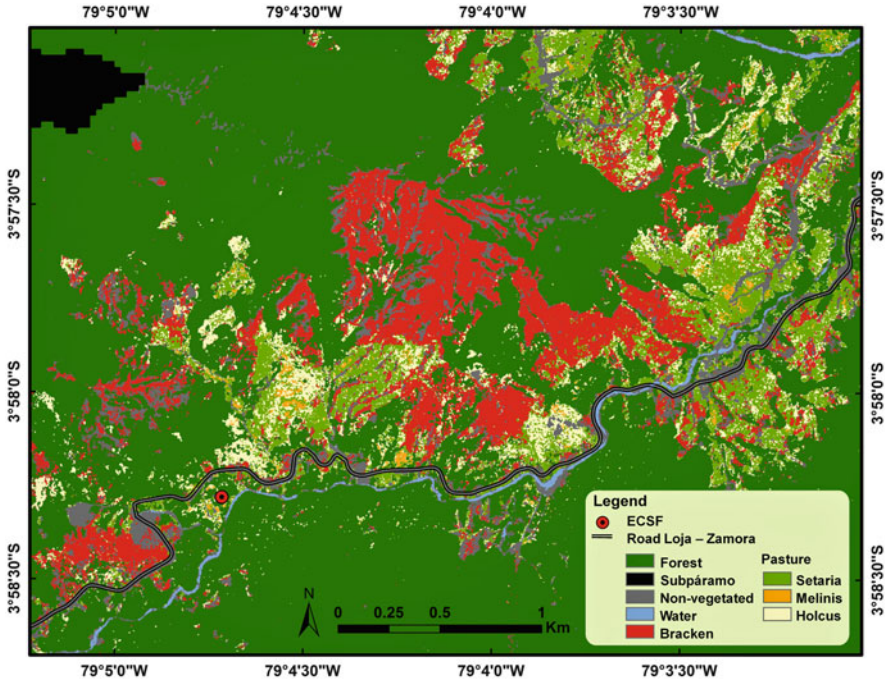 79°5'0"W 79°4'30"W 79°4'0"W 79°3'30"W
3°57'30"S
3°58'0"S
3°58'30"S
3°57'30"S
3°58'0"S
3°58'30"S
Legend
ECSF
Road Loja – Zamora
Forest
Subpáramo
Non-vegetated
Water
Bracken
Pasture
Setaria
Melinis
Holcus
N
0 0.25 0.5 1
Km
79°5'0"W 79°4'30"W 79°4'0"W 79°3'30"W